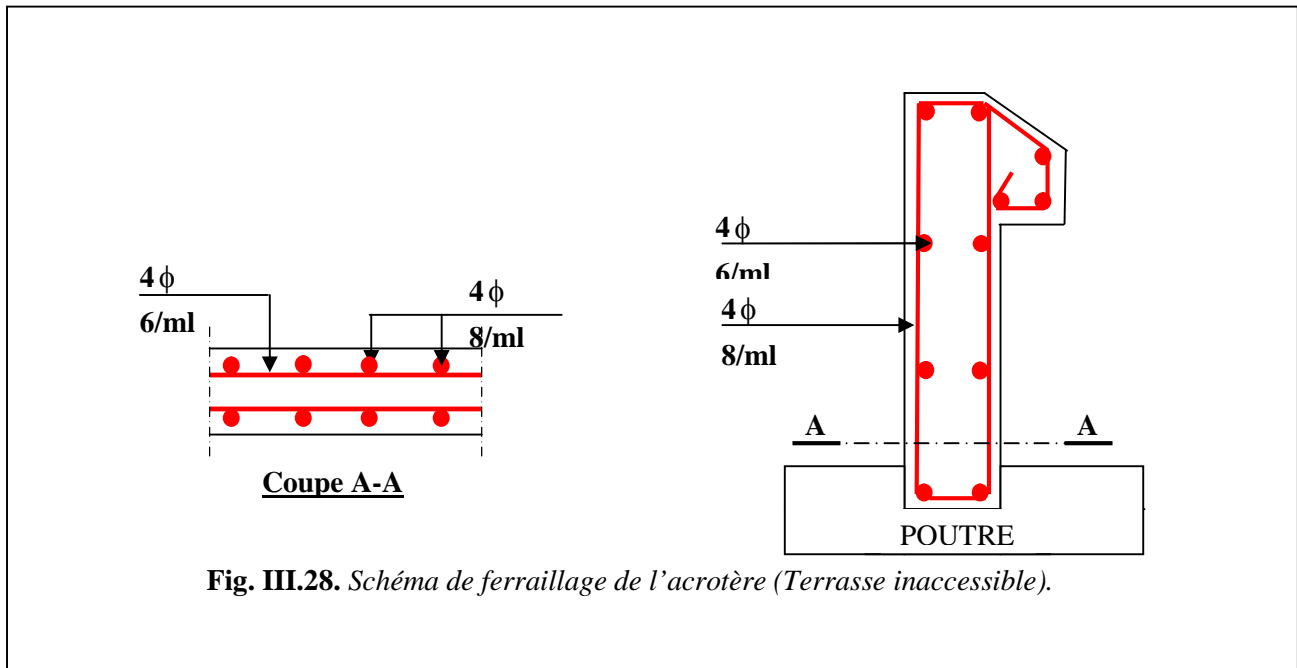 4ϕ
6/ml
4ϕ
8/ml
Coupe A-A
4ϕ
6/ml
4ϕ
8/ml
A
A
POUTRE
Fig. III.28. Schéma de ferraillage de l'acrotère (Terrasse inaccessible).